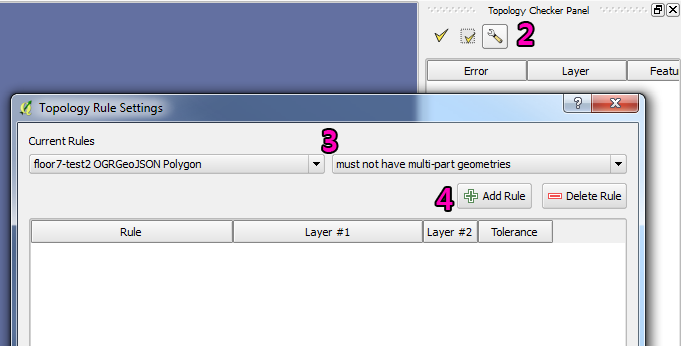 Topology Checker Panel
2
Error Layer Featu
Topology Rule Settings
?
Current Rules
3
floor7-test2 OGRGeoJSON Polygon must not have multi-part geometries
4 Add Rule Delete Rule
Rule Layer #1 Layer #2 Tolerance